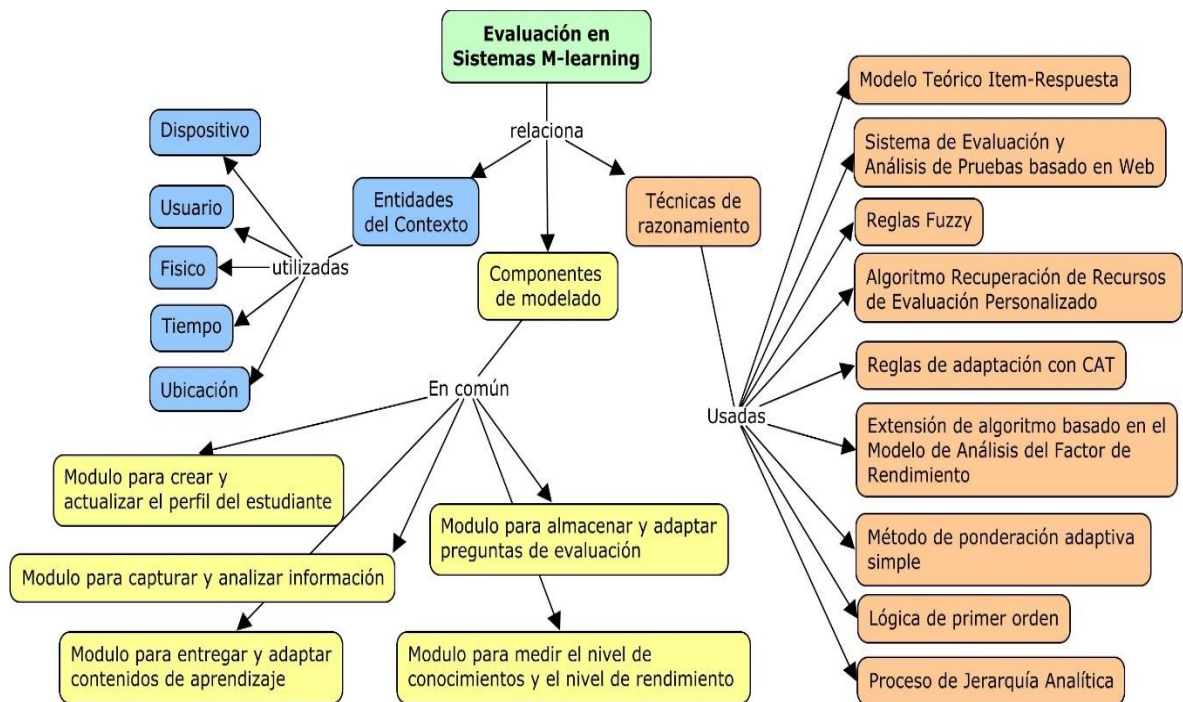 Evaluación en
Sistemas M-learning
relaciona
Entidades
del Contexto
utilizadas
Dispositivo
Usuario
Fisico
Tiempo
Ubicación
Componentes
de modelado
En común
Modulo para crear y
actualizar el perfil del estudiante
Modulo para capturar y analizar información
Modulo para entregar y adaptar
contenidos de aprendizaje
Modulo para almacenar y adaptar
preguntas de evaluación
Modulo para medir el nivel de
conocimientos y el nivel de rendimiento
Técnicas de
razonamiento
Usadas
Modelo Teórico Item-Respuesta
Sistema de Evaluación y
Análisis de Pruebas basado en Web
Reglas Fuzzy
Algoritmo Recuperación de Recursos
de Evaluación Personalizado
Reglas de adaptación con CAT
Extensión de algoritmo basado en el
Modelo de Análisis del Factor de
Rendimiento
Método de ponderación adaptiva
simple
Lógica de primer orden
Proceso de Jerarquía Analítica